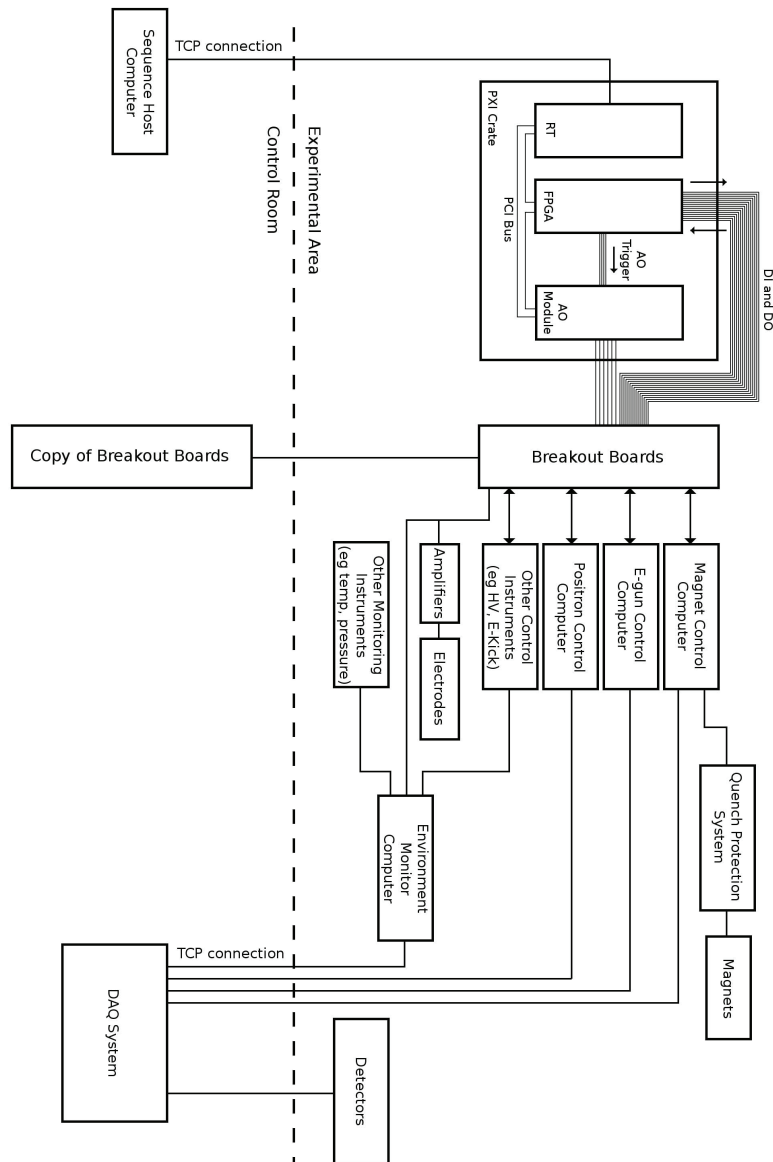 TCP connection
Sequence Host
Computer
PXI Crate
RT
Experimental Area
Control Room
FPGA
PCI Bus
AO
Trigger
DI and DO
AO
Module
Copy of Breakout Boards
Breakout Boards
Other Monitoring
Instruments
(eg temp, pressure)
Amplifiers
Electrodes
Other Control
Instruments
(eg HV, E-Kick)
Positron Control
Computer
E-gun Control
Computer
Magnet Control
Computer
Quench Protection
System
Environment
Monitor
Computer
Magnets
TCP connection
DAQ System
Detectors